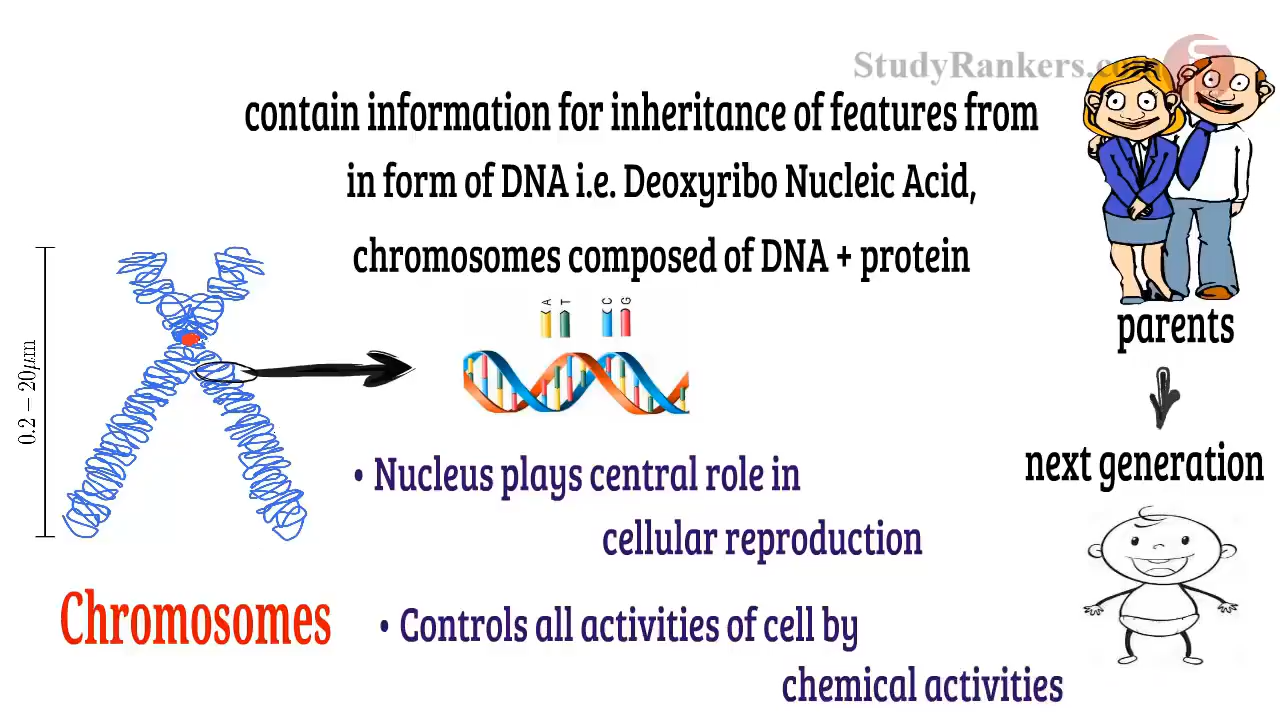 StudyRankers.co
contain information for inheritance of features from
in form of DNA i.e. Deoxyribo Nucleic Acid,
chromosomes composed of DNA + protein
A T C G
parents
0.2 – 20μm
next generation
• Nucleus plays central role in
cellular reproduction
Chromosomes
• Controls all activities of cell by
chemical activities